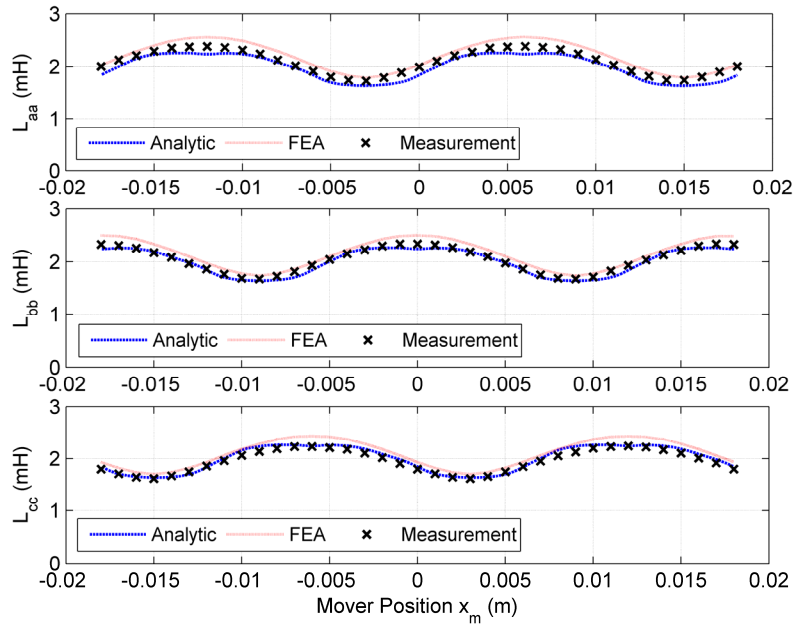 3
2
1
0
L_aa (mH)
Analytic FEA Measurement
-0.02 -0.015 -0.01 -0.005 0 0.005 0.01 0.015 0.02
3
2
1
0
L_bb (mH)
Analytic FEA Measurement
-0.02 -0.015 -0.01 -0.005 0 0.005 0.01 0.015 0.02
3
2
1
0
L_cc (mH)
Analytic FEA Measurement
-0.02 -0.015 -0.01 -0.005 0 0.005 0.01 0.015 0.02
Mover Position x_m (m)